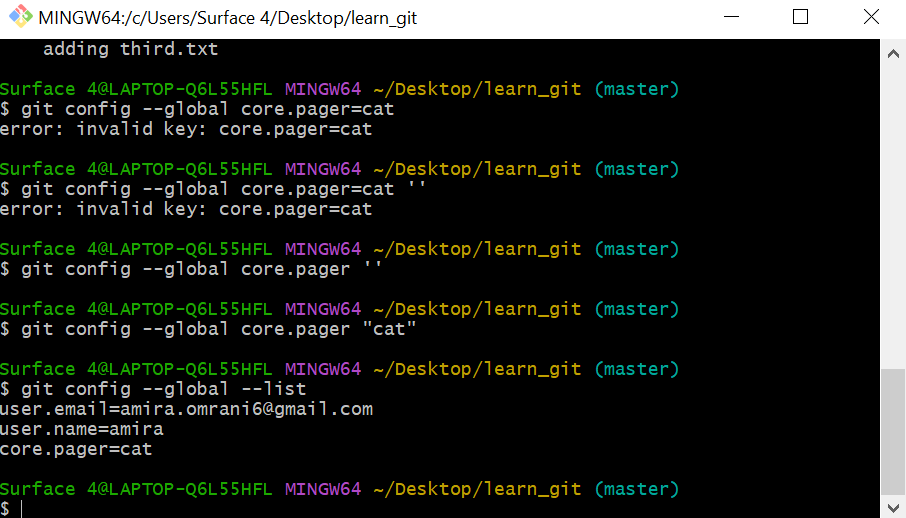 MINGW64:/c/Users/Surface 4/Desktop/learn_git
adding third.txt
Surface 4@LAPTOP-Q6L55HFL MINGW64 ~/Desktop/learn_git (master)
$ git config --global core.pager=cat
error: invalid key: core.pager=cat
Surface 4@LAPTOP-Q6L55HFL MINGW64 ~/Desktop/learn_git (master)
$ git config --global core.pager=cat ''
error: invalid key: core.pager=cat
Surface 4@LAPTOP-Q6L55HFL MINGW64 ~/Desktop/learn_git (master)
$ git config --global core.pager ''
Surface 4@LAPTOP-Q6L55HFL MINGW64 ~/Desktop/learn_git (master)
$ git config --global core.pager "cat"
Surface 4@LAPTOP-Q6L55HFL MINGW64 ~/Desktop/learn_git (master)
$ git config --global --list
user.email=amira.omrani6@gmail.com
user.name=amira
core.pager=cat
Surface 4@LAPTOP-Q6L55HFL MINGW64 ~/Desktop/learn_git (master)
$